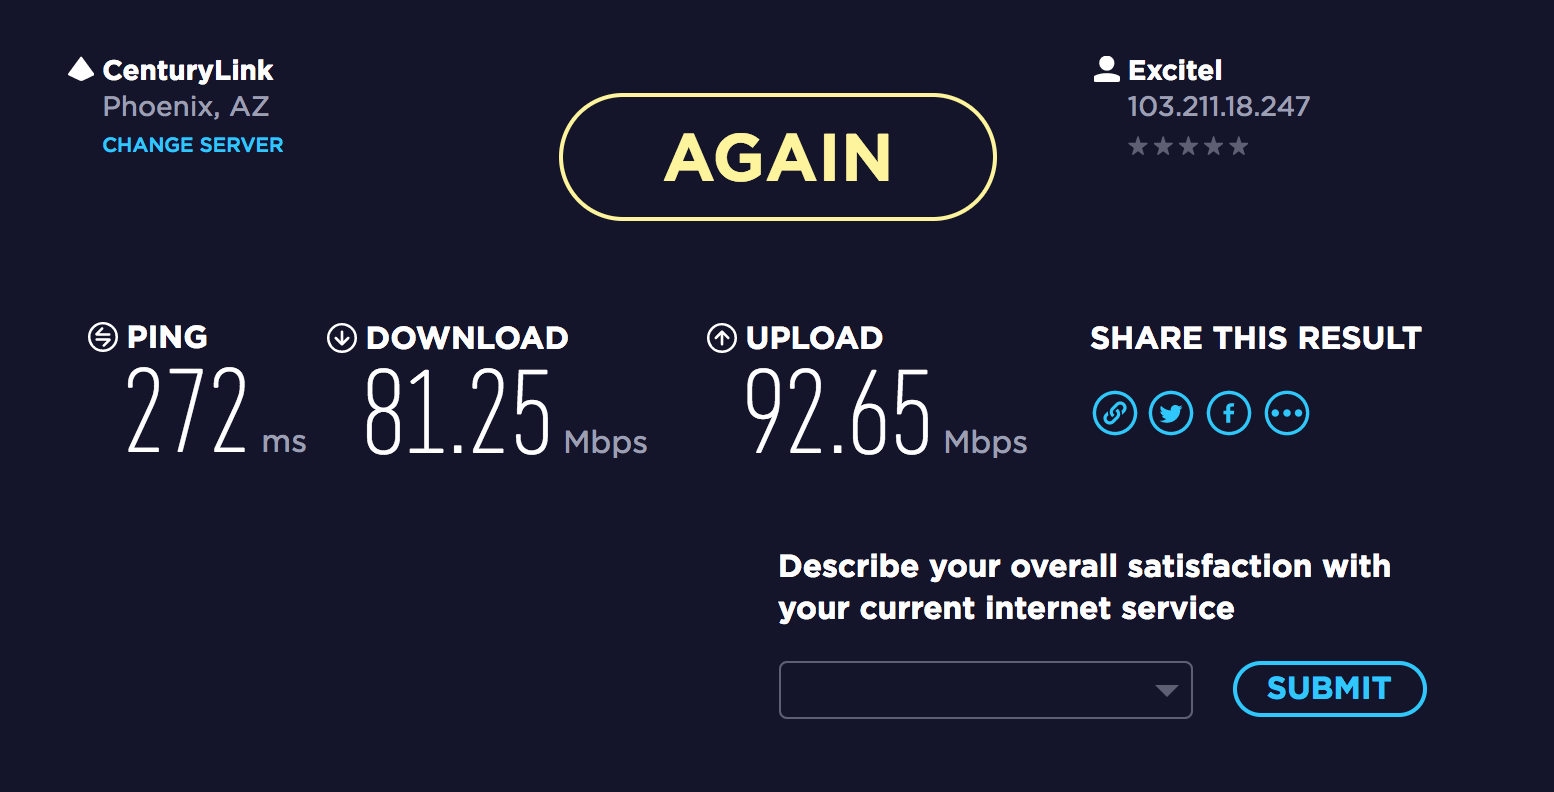 CenturyLink
Phoenix, AZ
CHANGE SERVER
AGAIN
Excitel
103.211.18.247
PING
272 ms
DOWNLOAD
81.25 Mbps
UPLOAD
92.65 Mbps
SHARE THIS RESULT
Describe your overall satisfaction with
your current internet service
SUBMIT